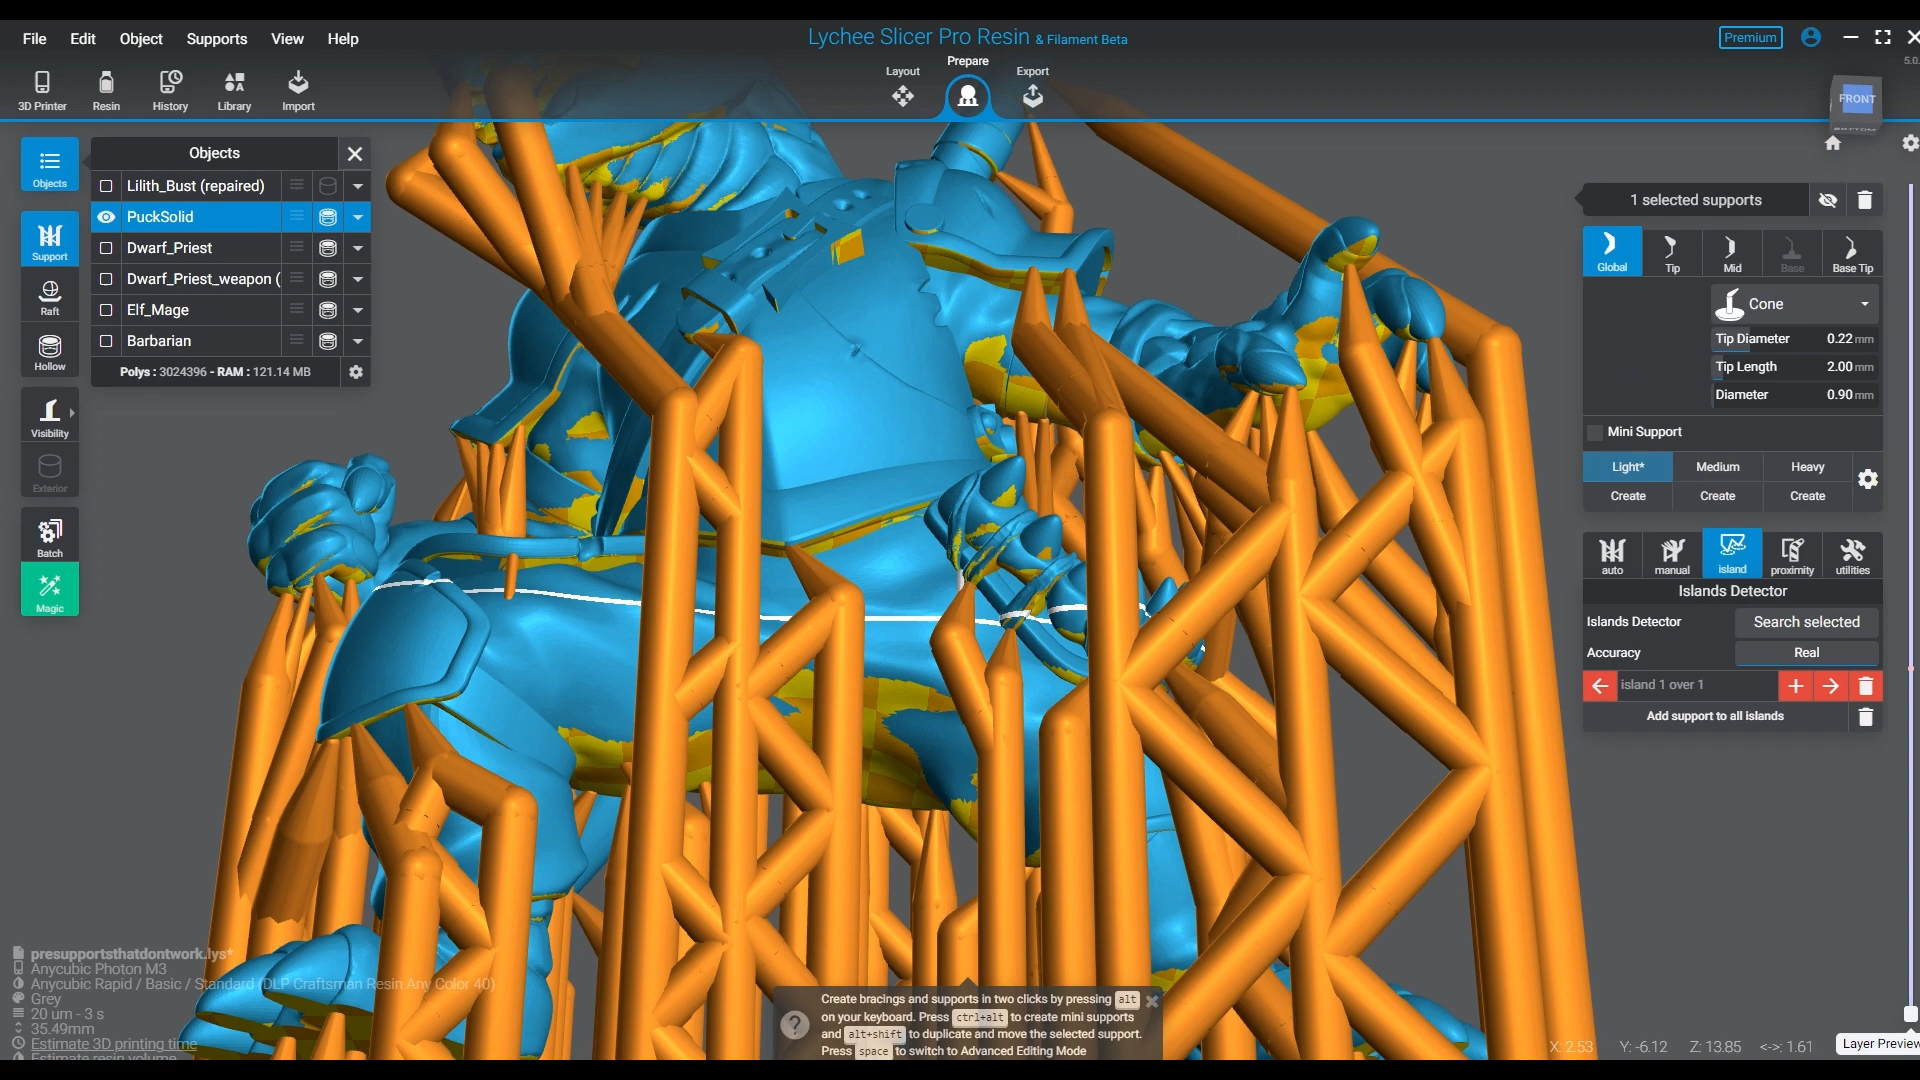 File Edit Object Supports View Help
Lychee Slicer Pro Resin & Filament Beta
Premium
5.0.
3D Printer Resin History Library Import
Layout Prepare Export
FRONT
BOTTOM
Objects
Objects
Lilith_Bust (repaired)
PuckSolid
Dwarf_Priest
Dwarf_Priest_weapon (
Elf_Mage
Barbarian
Polys : 3024396 - RAM : 121.14 MB
Support
Raft
Hollow
Visibility
Exterior
Batch
Magic
1 selected supports
Global Tip Mid Base Base Tip
Cone
Tip Diameter 0.22 mm
Tip Length 2.00 mm
Diameter 0.90 mm
Mini Support
Light* Medium Heavy
Create Create Create
auto manual island proximity utilities
Islands Detector
Islands Detector Search selected
Accuracy Real
island 1 over 1
Add support to all islands
presupportsthatdontwork.lys*
Anycubic Photon M3
Anycubic Rapid / Basic / Standard (DLP Craftsman Resin Any Color 40)
Grey
20 um - 3 s
35.49mm
Estimate 3D printing time
Estimate resin volume
Create bracings and supports in two clicks by pressing alt
on your keyboard. Press ctrl+alt to create mini supports
and alt+shift to duplicate and move the selected support.
Press space to switch to Advanced Editing Mode
X: 2.53 Y: -6.12 Z: 13.85 <->: 1.61
Layer Preview